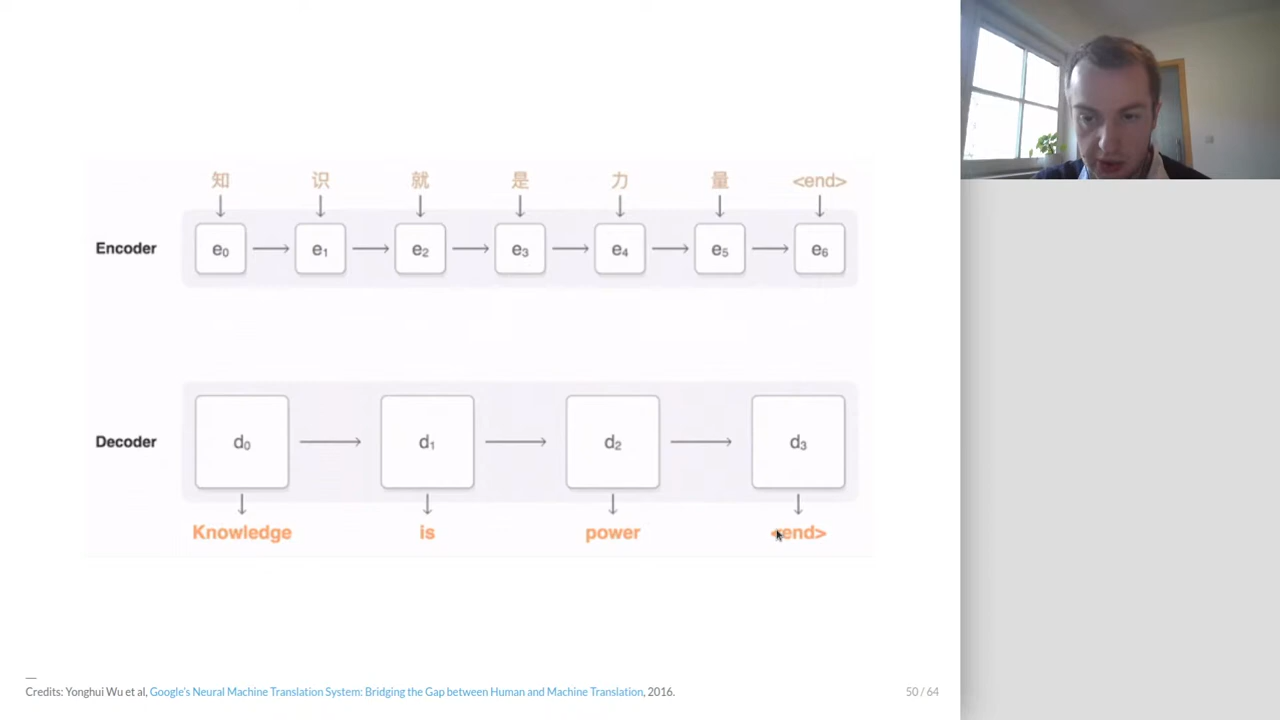 知 识 就 是 力 量 <end>
Encoder e₀ e₁ e₂ e₃ e₄ e₅ e₆
Decoder d₀ d₁ d₂ d₃
Knowledge is power <end>
Credits: Yonghui Wu et al, Google's Neural Machine Translation System: Bridging the Gap between Human and Machine Translation, 2016.
50 / 64